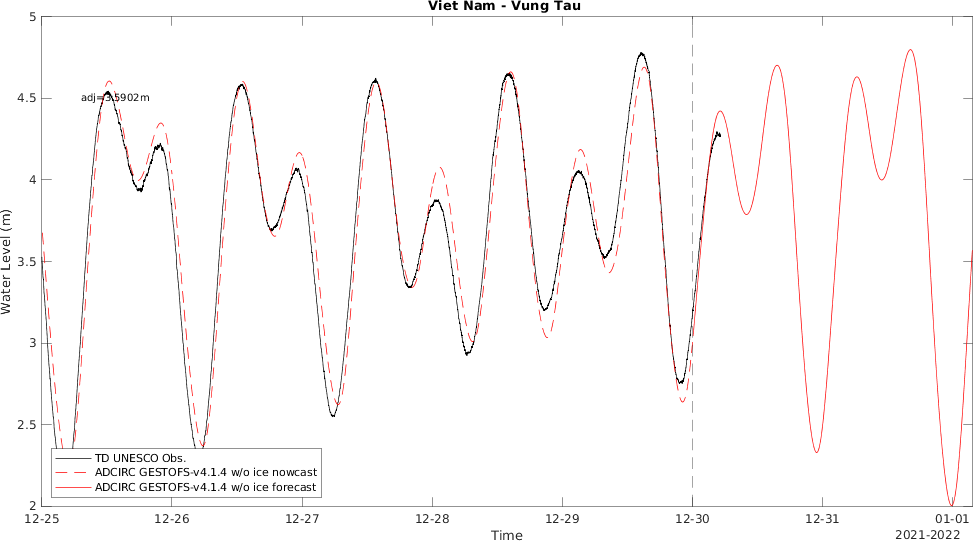 Viet Nam - Vung Tau
Water Level (m)
5
4.5
4
3.5
3
2.5
2
adj=3.5902m
TD UNESCO Obs.
ADCIRC GESTOFS-v4.1.4 w/o ice nowcast
ADCIRC GESTOFS-v4.1.4 w/o ice forecast
12-25 12-26 12-27 12-28 12-29 12-30 12-31 01-01
Time
2021-2022